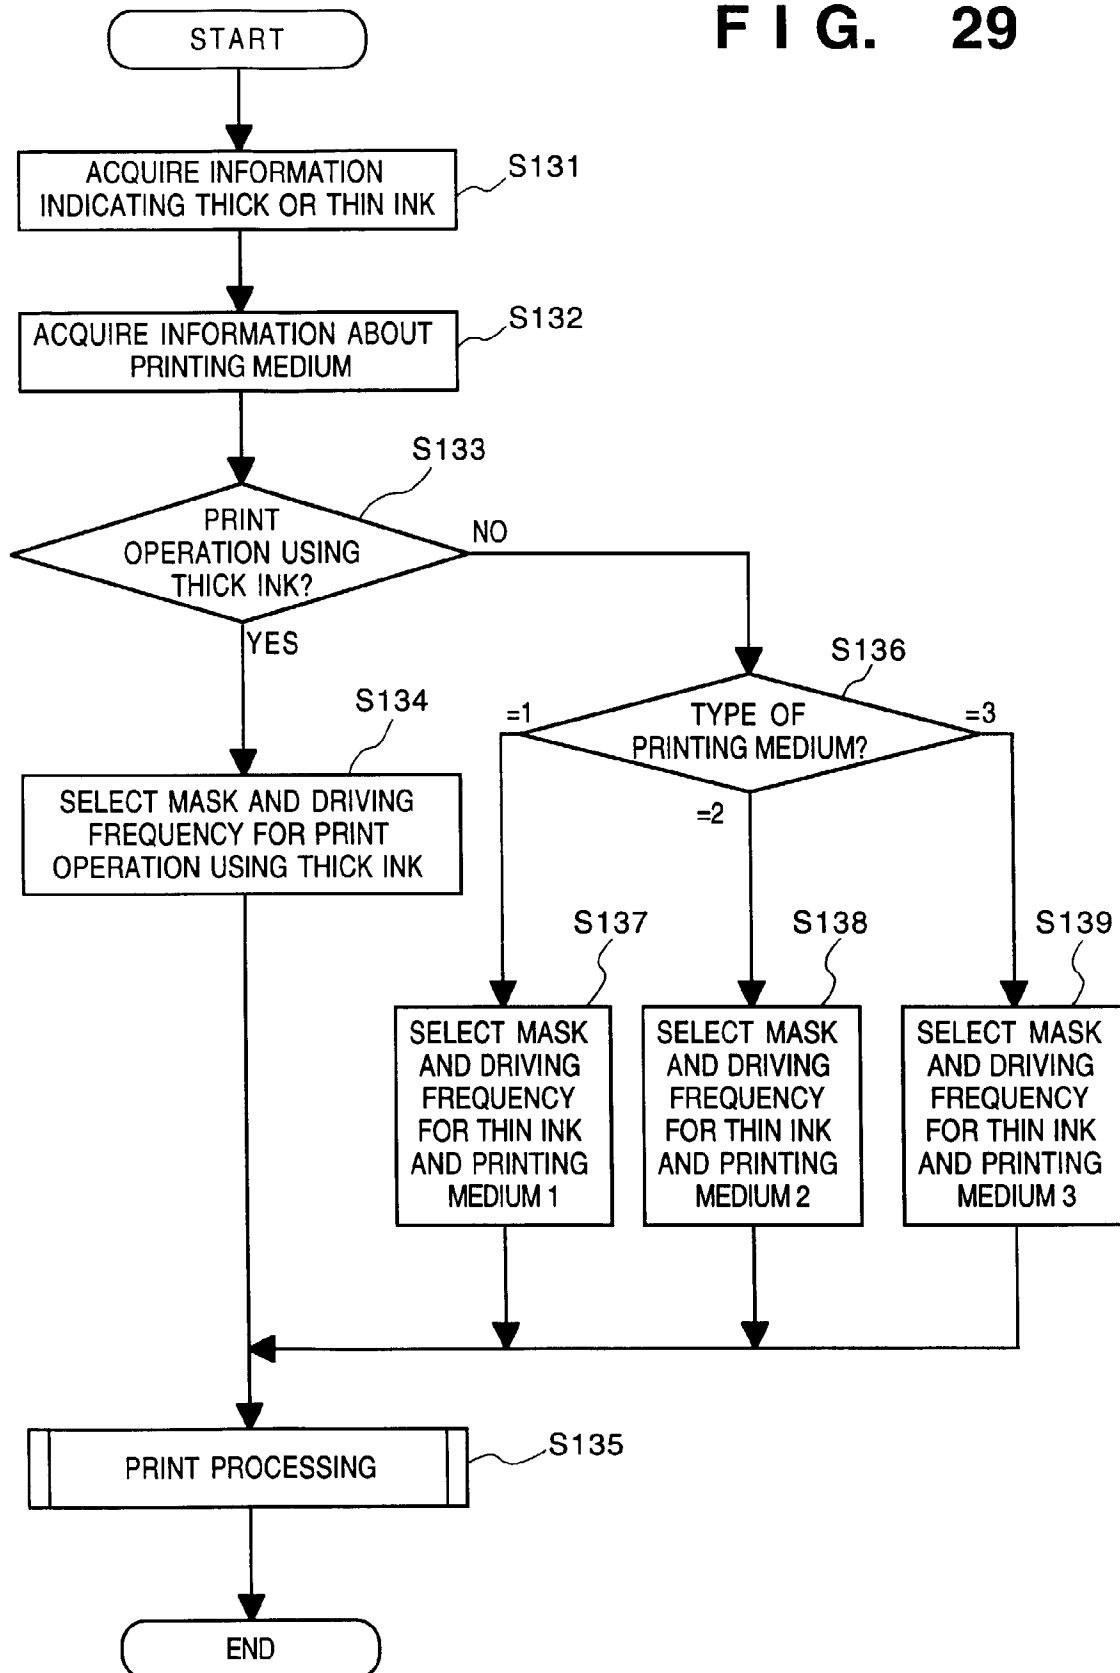 FIG. 29
START
ACQUIRE INFORMATION
INDICATING THICK OR THIN INK
S131
ACQUIRE INFORMATION ABOUT
PRINTING MEDIUM
S132
S133
PRINT
OPERATION USING
THICK INK?
NO
YES
S134
SELECT MASK AND DRIVING
FREQUENCY FOR PRINT
OPERATION USING THICK INK
S136
TYPE OF
PRINTING MEDIUM?
=1
=2
=3
S137
SELECT MASK
AND DRIVING
FREQUENCY
FOR THIN INK
AND PRINTING
MEDIUM 1
S138
SELECT MASK
AND DRIVING
FREQUENCY
FOR THIN INK
AND PRINTING
MEDIUM 2
S139
SELECT MASK
AND DRIVING
FREQUENCY
FOR THIN INK
AND PRINTING
MEDIUM 3
PRINT PROCESSING
S135
END